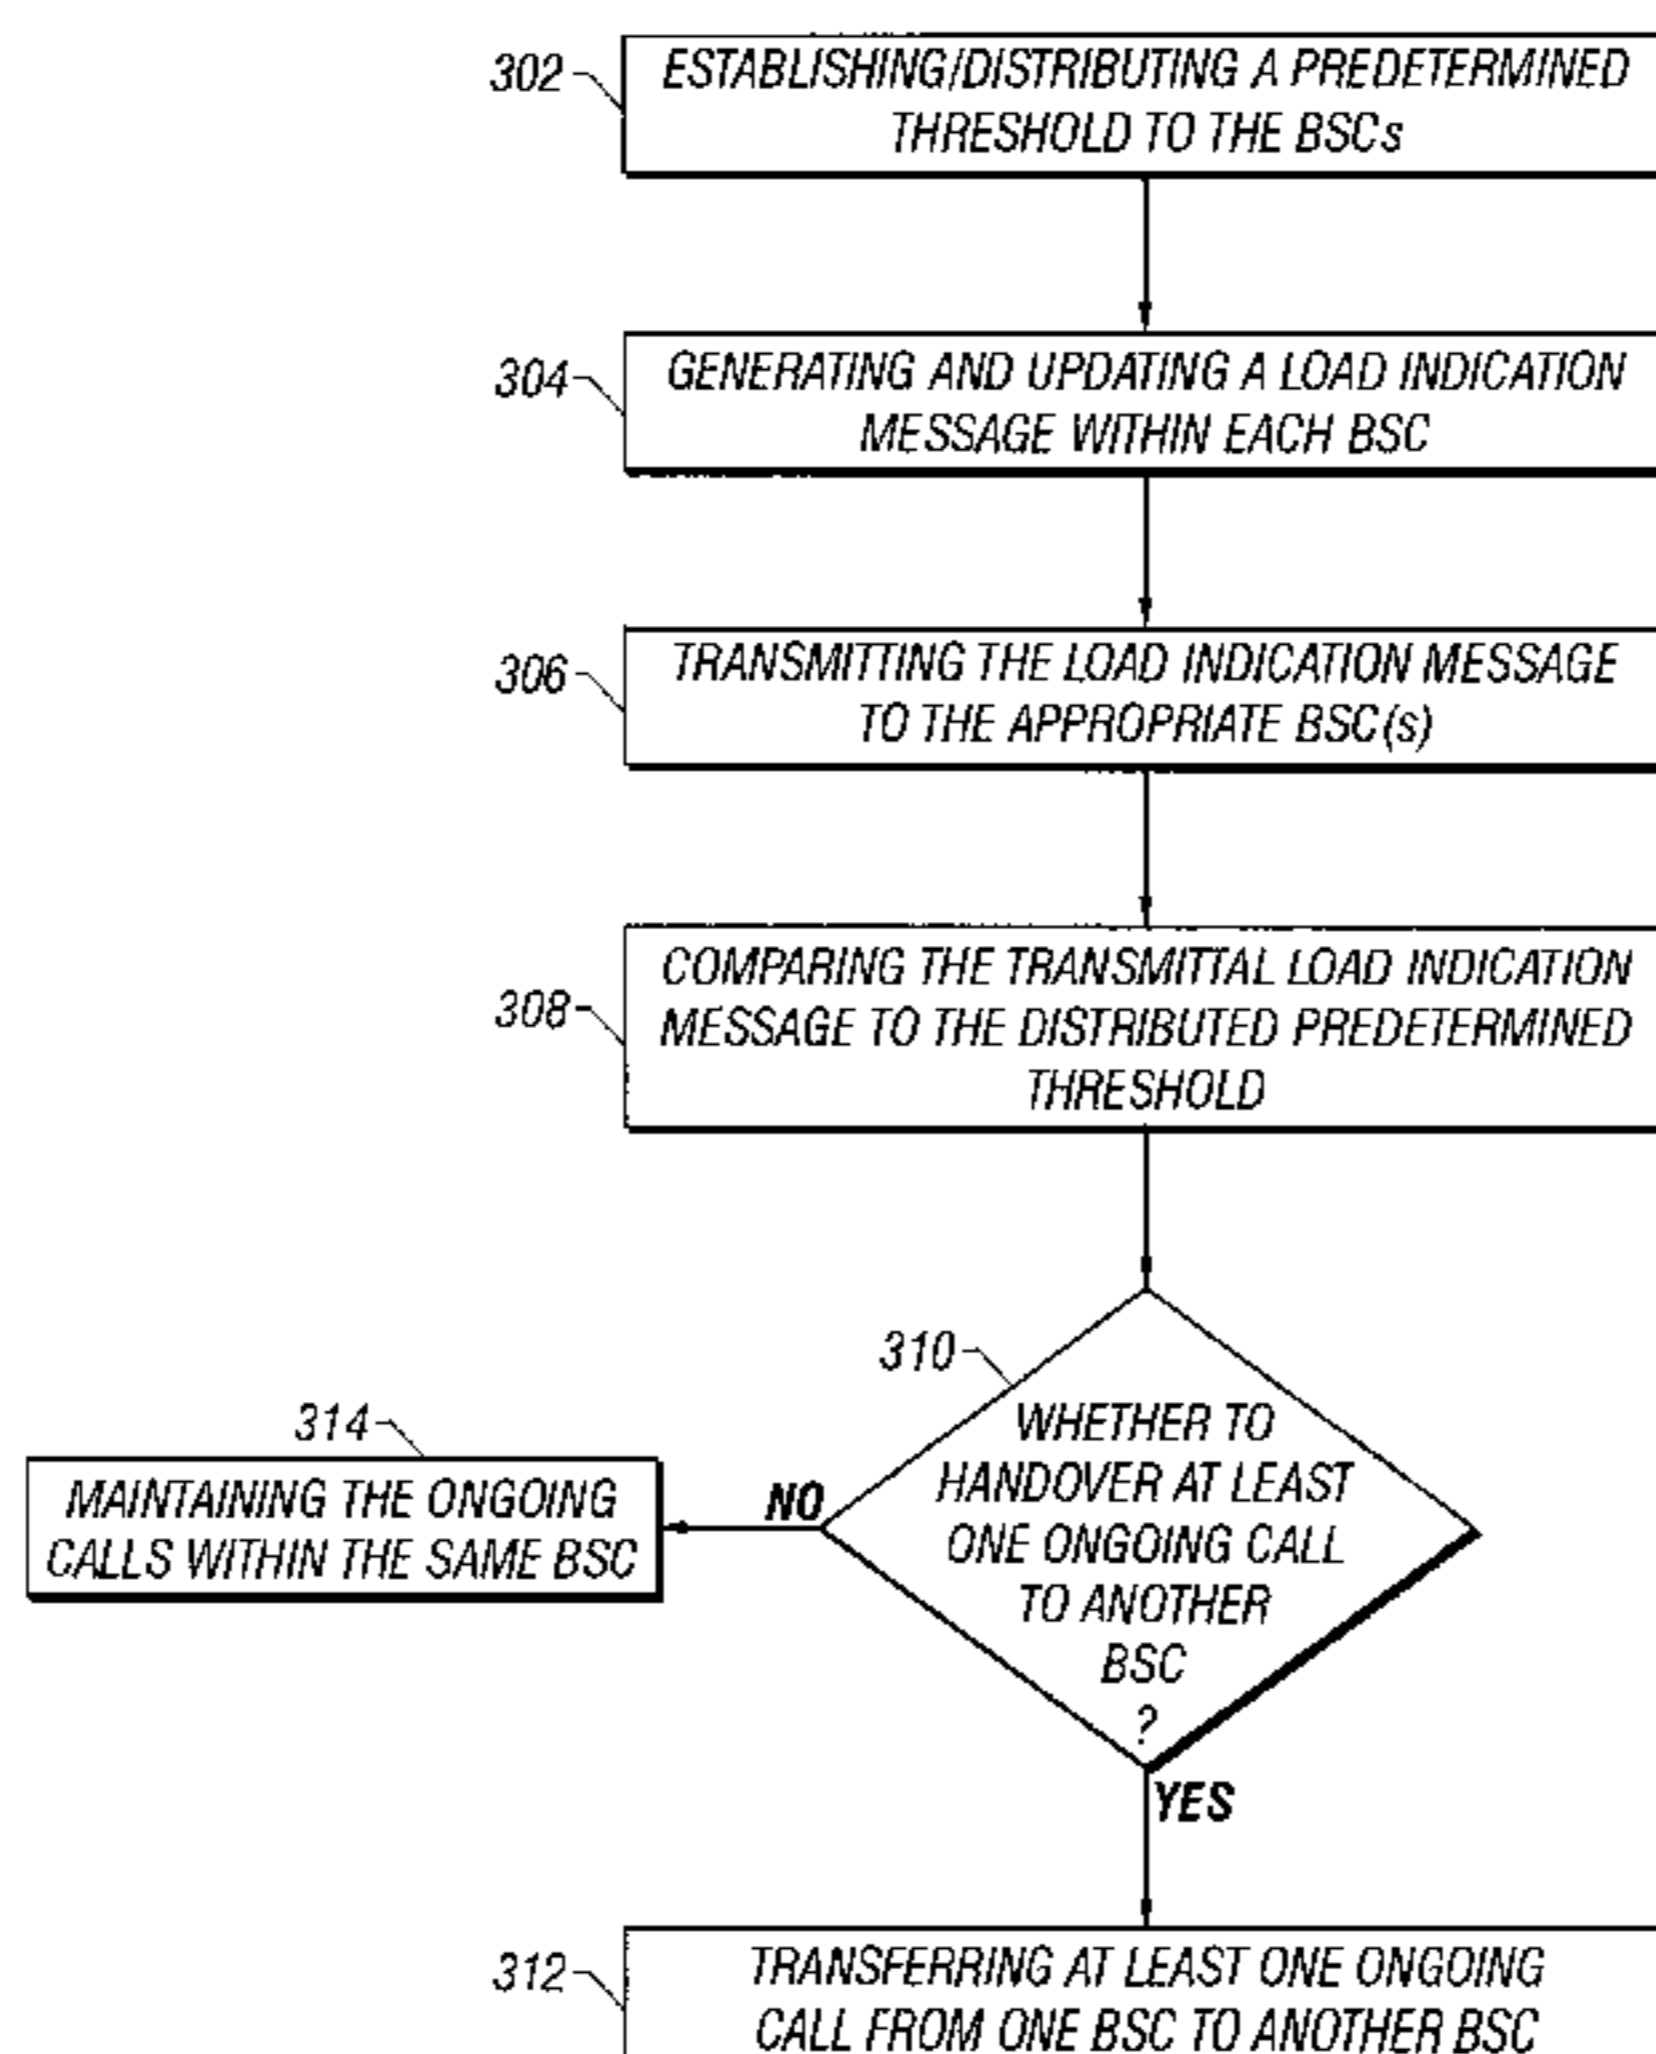 302
ESTABLISHING/DISTRIBUTING A PREDETERMINED
THRESHOLD TO THE BSCs
304
GENERATING AND UPDATING A LOAD INDICATION
MESSAGE WITHIN EACH BSC
306
TRANSMITTING THE LOAD INDICATION MESSAGE
TO THE APPROPRIATE BSC(s)
308
COMPARING THE TRANSMITTAL LOAD INDICATION
MESSAGE TO THE DISTRIBUTED PREDETERMINED
THRESHOLD
310
WHETHER TO
HANDOVER AT LEAST
ONE ONGOING CALL
TO ANOTHER
BSC
?
NO
314
MAINTAINING THE ONGOING
CALLS WITHIN THE SAME BSC
YES
312
TRANSFERRING AT LEAST ONE ONGOING
CALL FROM ONE BSC TO ANOTHER BSC